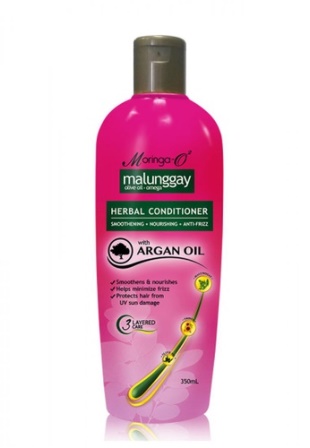 Moringa-O²
malunggay
olive oil • omega
HERBAL CONDITIONER
SMOOTHENING • NOURISHING • ANTI-FRIZZ
with
ARGAN OIL
✓ Smoothens & nourishes
✓ Helps minimize frizz
✓ Protects hair from
UV sun damage
3 LAYERED
CARE
350mL